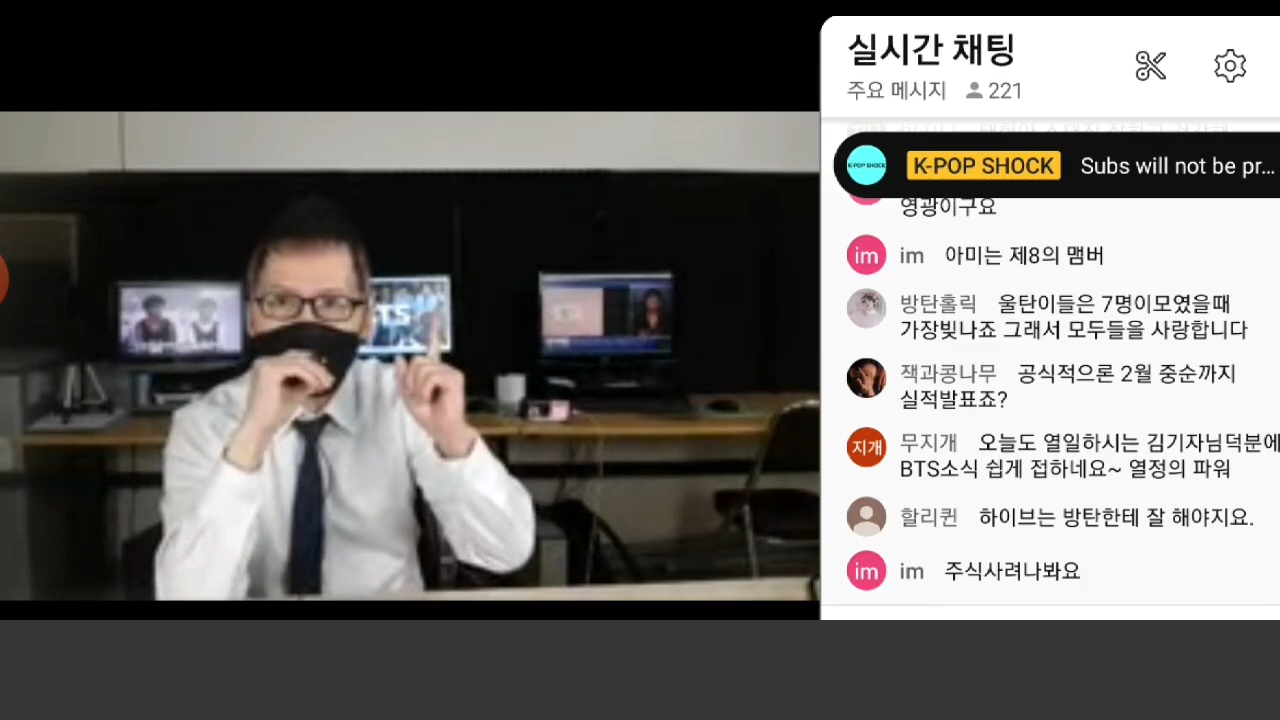 실시간 채팅
주요 메시지 221
K-POP SHOCK
K-POP SHOCK Subs will not be pr...
영광이구요
im im 아미는 제8의 맴버
방탄홀릭 울탄이들은 7명이모였을때
가장빛나죠 그래서 모두들을 사랑합니다
잭과콩나무 공식적으론 2월 중순까지
실적발표죠?
지개 무지개 오늘도 열일하시는 김기자님덕분에
BTS소식 쉽게 접하네요~ 열정의 파워
할리퀸 하이브는 방탄한테 잘 해야지요.
im im 주식사려나봐요
TS